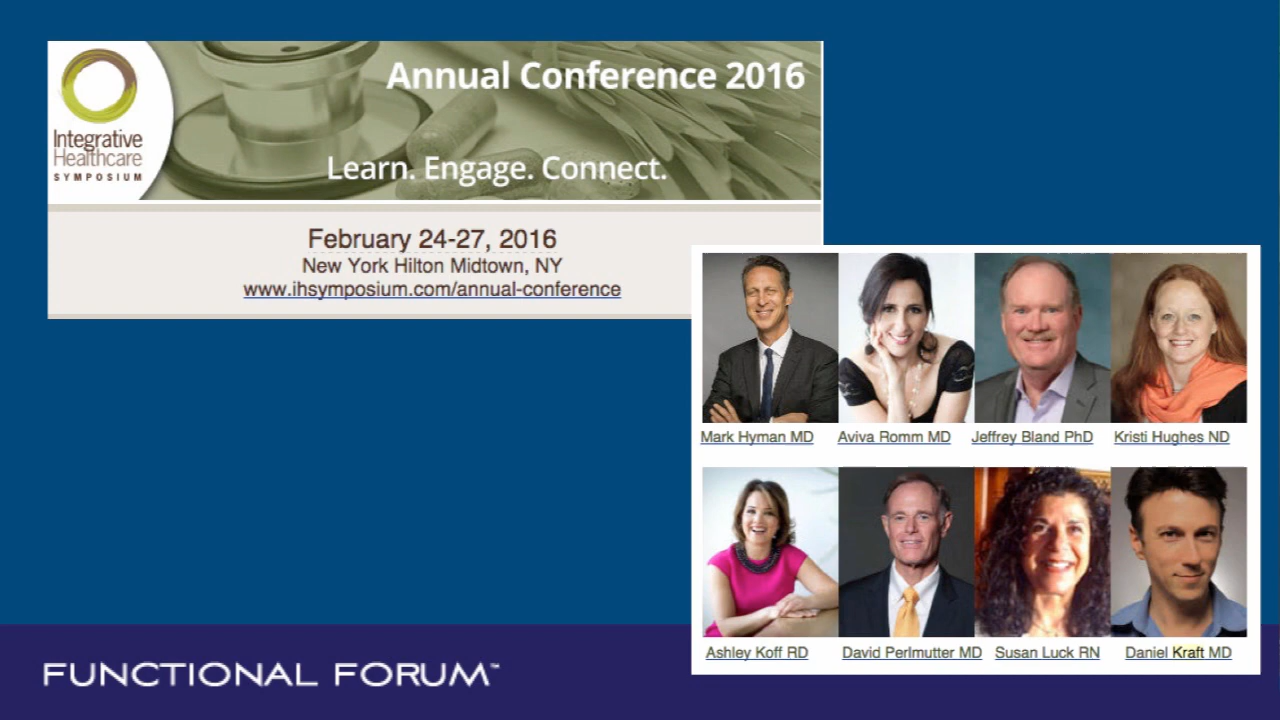 Integrative
Healthcare
SYMPOSIUM
Annual Conference 2016
Learn. Engage. Connect.
February 24-27, 2016
New York Hilton Midtown, NY
www.ihsymposium.com/annual-conference
Mark Hyman MD Aviva Romm MD Jeffrey Bland PhD Kristi Hughes ND
Ashley Koff RD David Perlmutter MD Susan Luck RN Daniel Kraft MD
FUNCTIONAL FORUM™